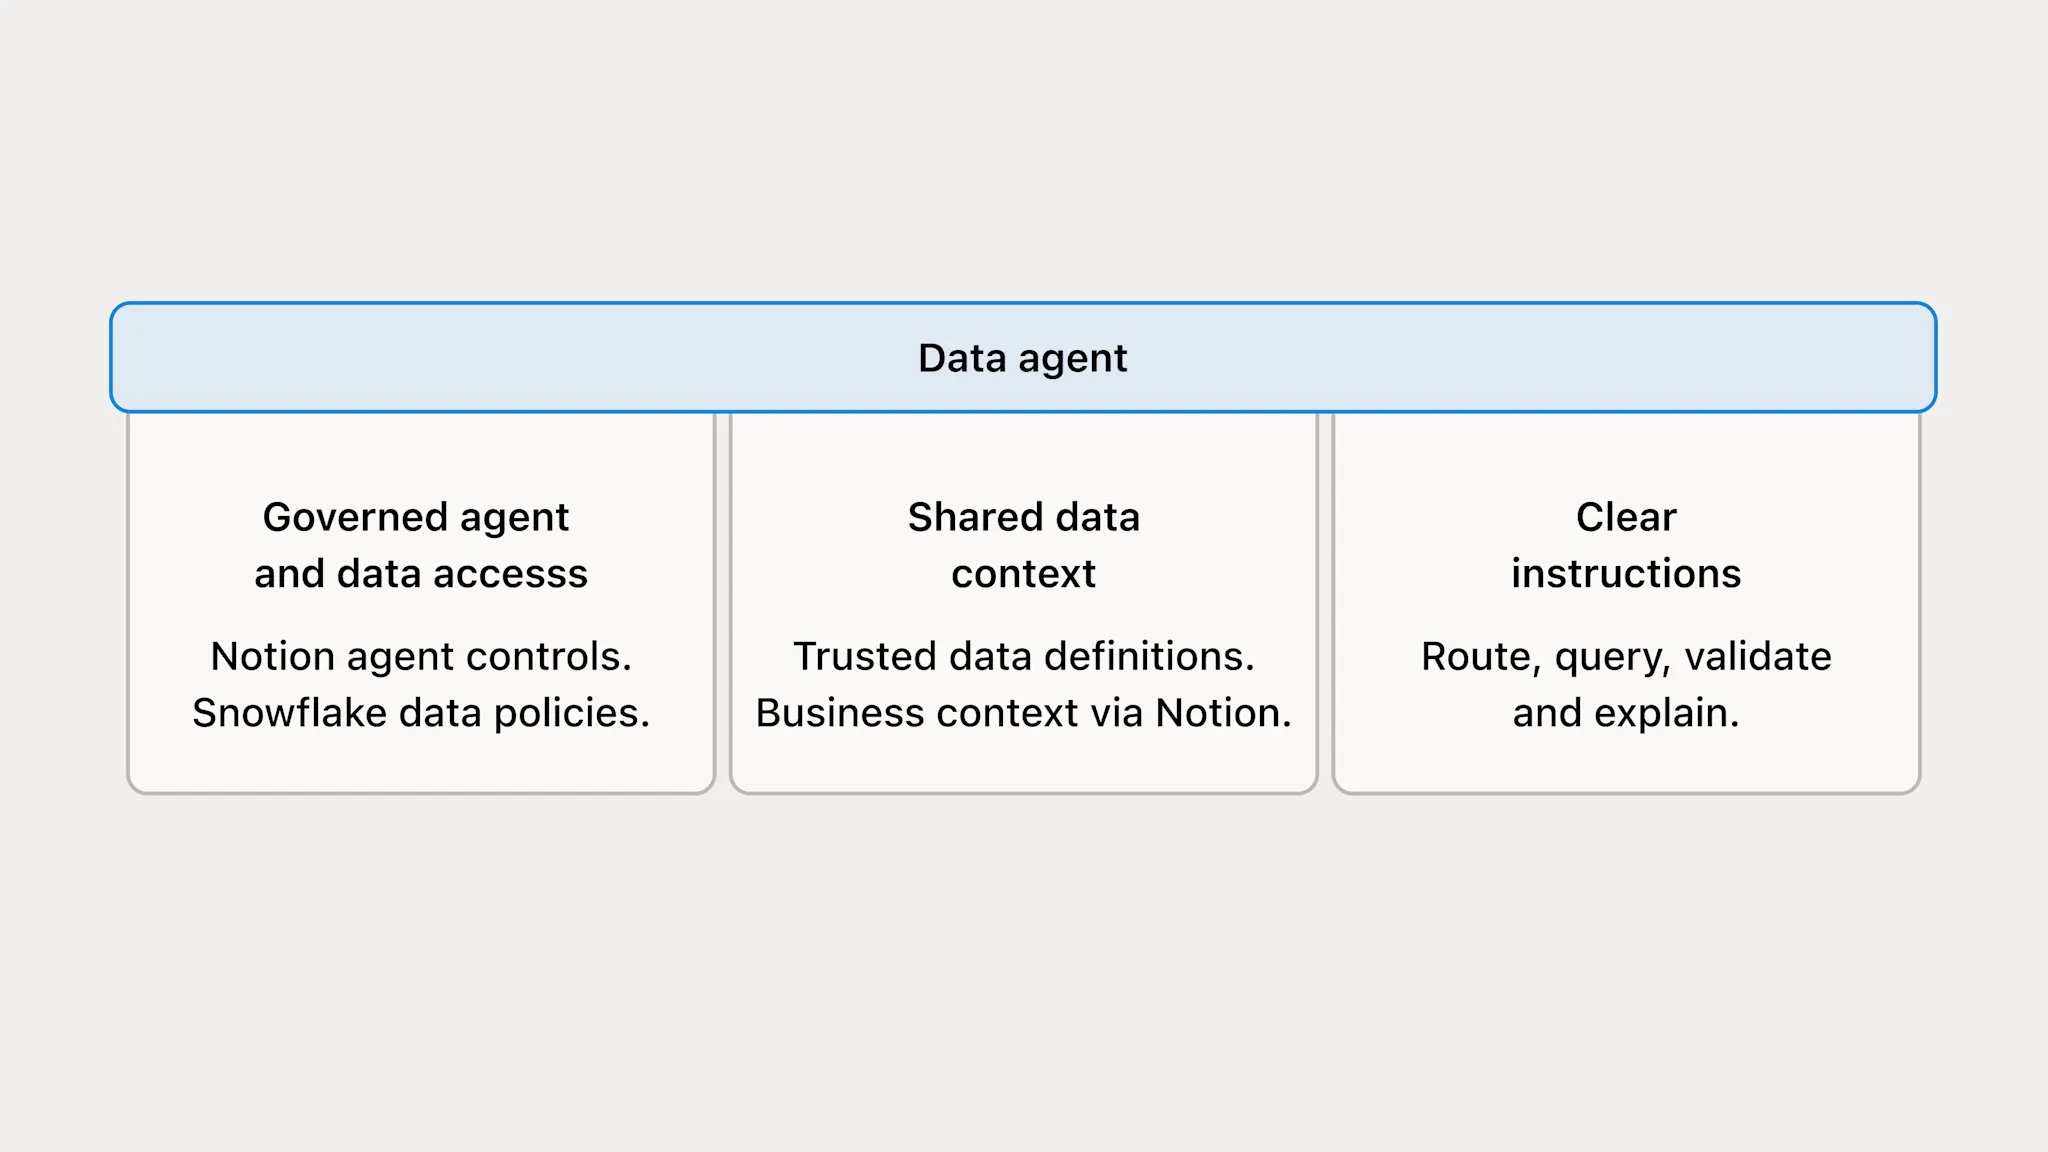 Data agent
Governed agent
and data accesss
Notion agent controls.
Snowflake data policies.
Shared data
context
Trusted data definitions.
Business context via Notion.
Clear
instructions
Route, query, validate
and explain.